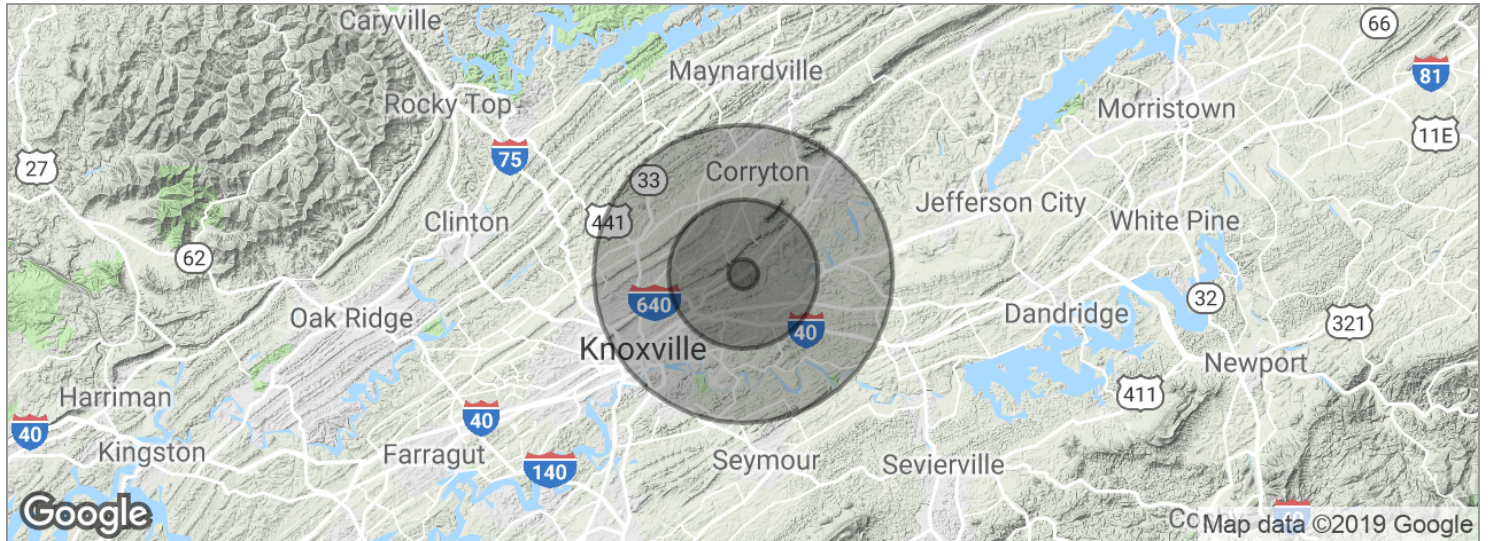 Caryville
66
Maynardville
81
Rocky Top
Morristown
11E
75
27
33
Corryton
Jefferson City
Clinton
441
White Pine
62
640
32
Oak Ridge
Dandridge
40
321
Knoxville
Newport
411
Harriman
40
40
Kingston
Farragut
140
Seymour
Sevierville
Google
40
Map data ©2019 Google